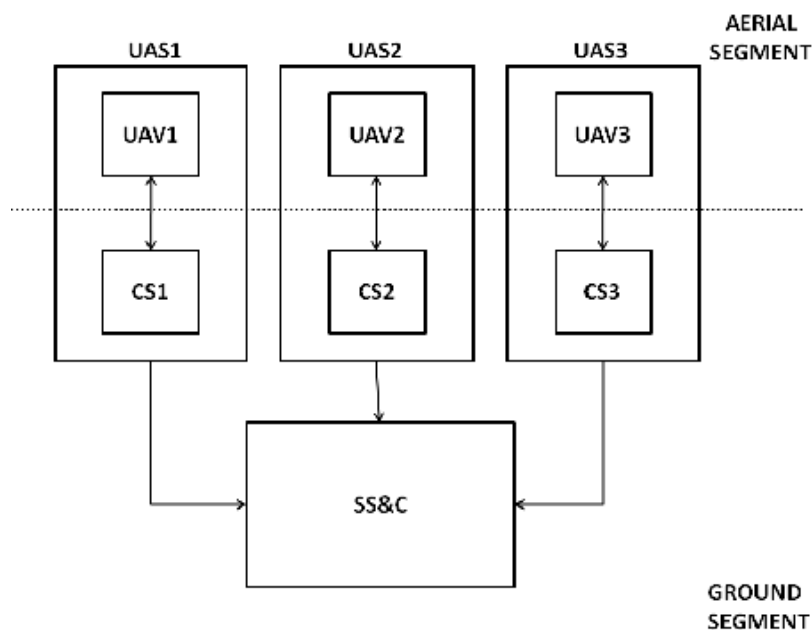 AERIAL
SEGMENT
UAS1
UAS2
UAS3
UAV1
UAV2
UAV3
CS1
CS2
CS3
SS&C
GROUND
SEGMENT